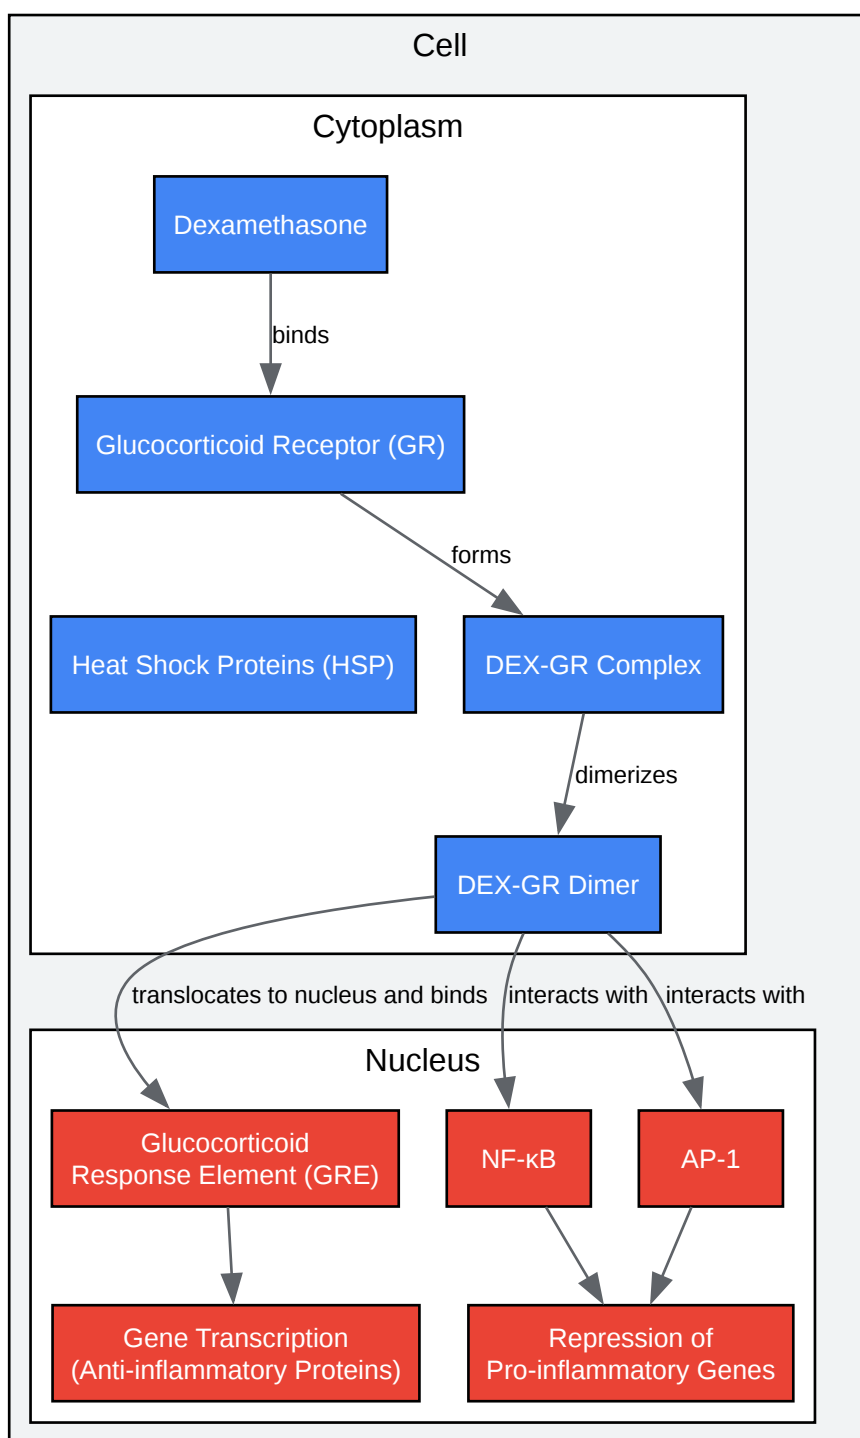 Cell
Cytoplasm
Dexamethasone
binds
Glucocorticoid Receptor (GR)
forms
Heat Shock Proteins (HSP)
DEX-GR Complex
dimerizes
DEX-GR Dimer
translocates to nucleus and binds
interacts with
interacts with
Nucleus
Glucocorticoid
Response Element (GRE)
NF-κB
AP-1
Gene Transcription
(Anti-inflammatory Proteins)
Repression of
Pro-inflammatory Genes